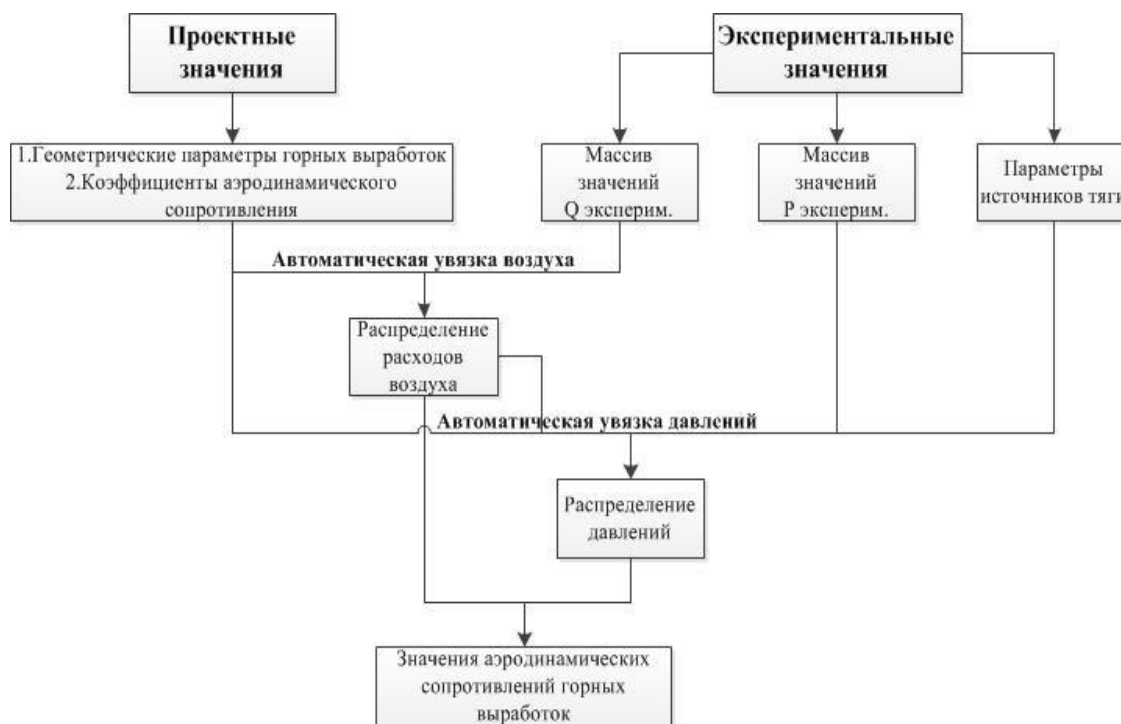 Проектные
значения
Экспериментальные
значения
1.Геометрические параметры горных выработок
2.Коэффициенты аэродинамического
сопротивления
Массив
значений
Q эксперим.
Массив
значений
P эксперим.
Параметры
источников тяги
Автоматическая увязка воздуха
Распределение
расходов
воздуха
Автоматическая увязка давлений
Распределение
давлений
Значения аэродинамических
сопротивлений горных
выработок